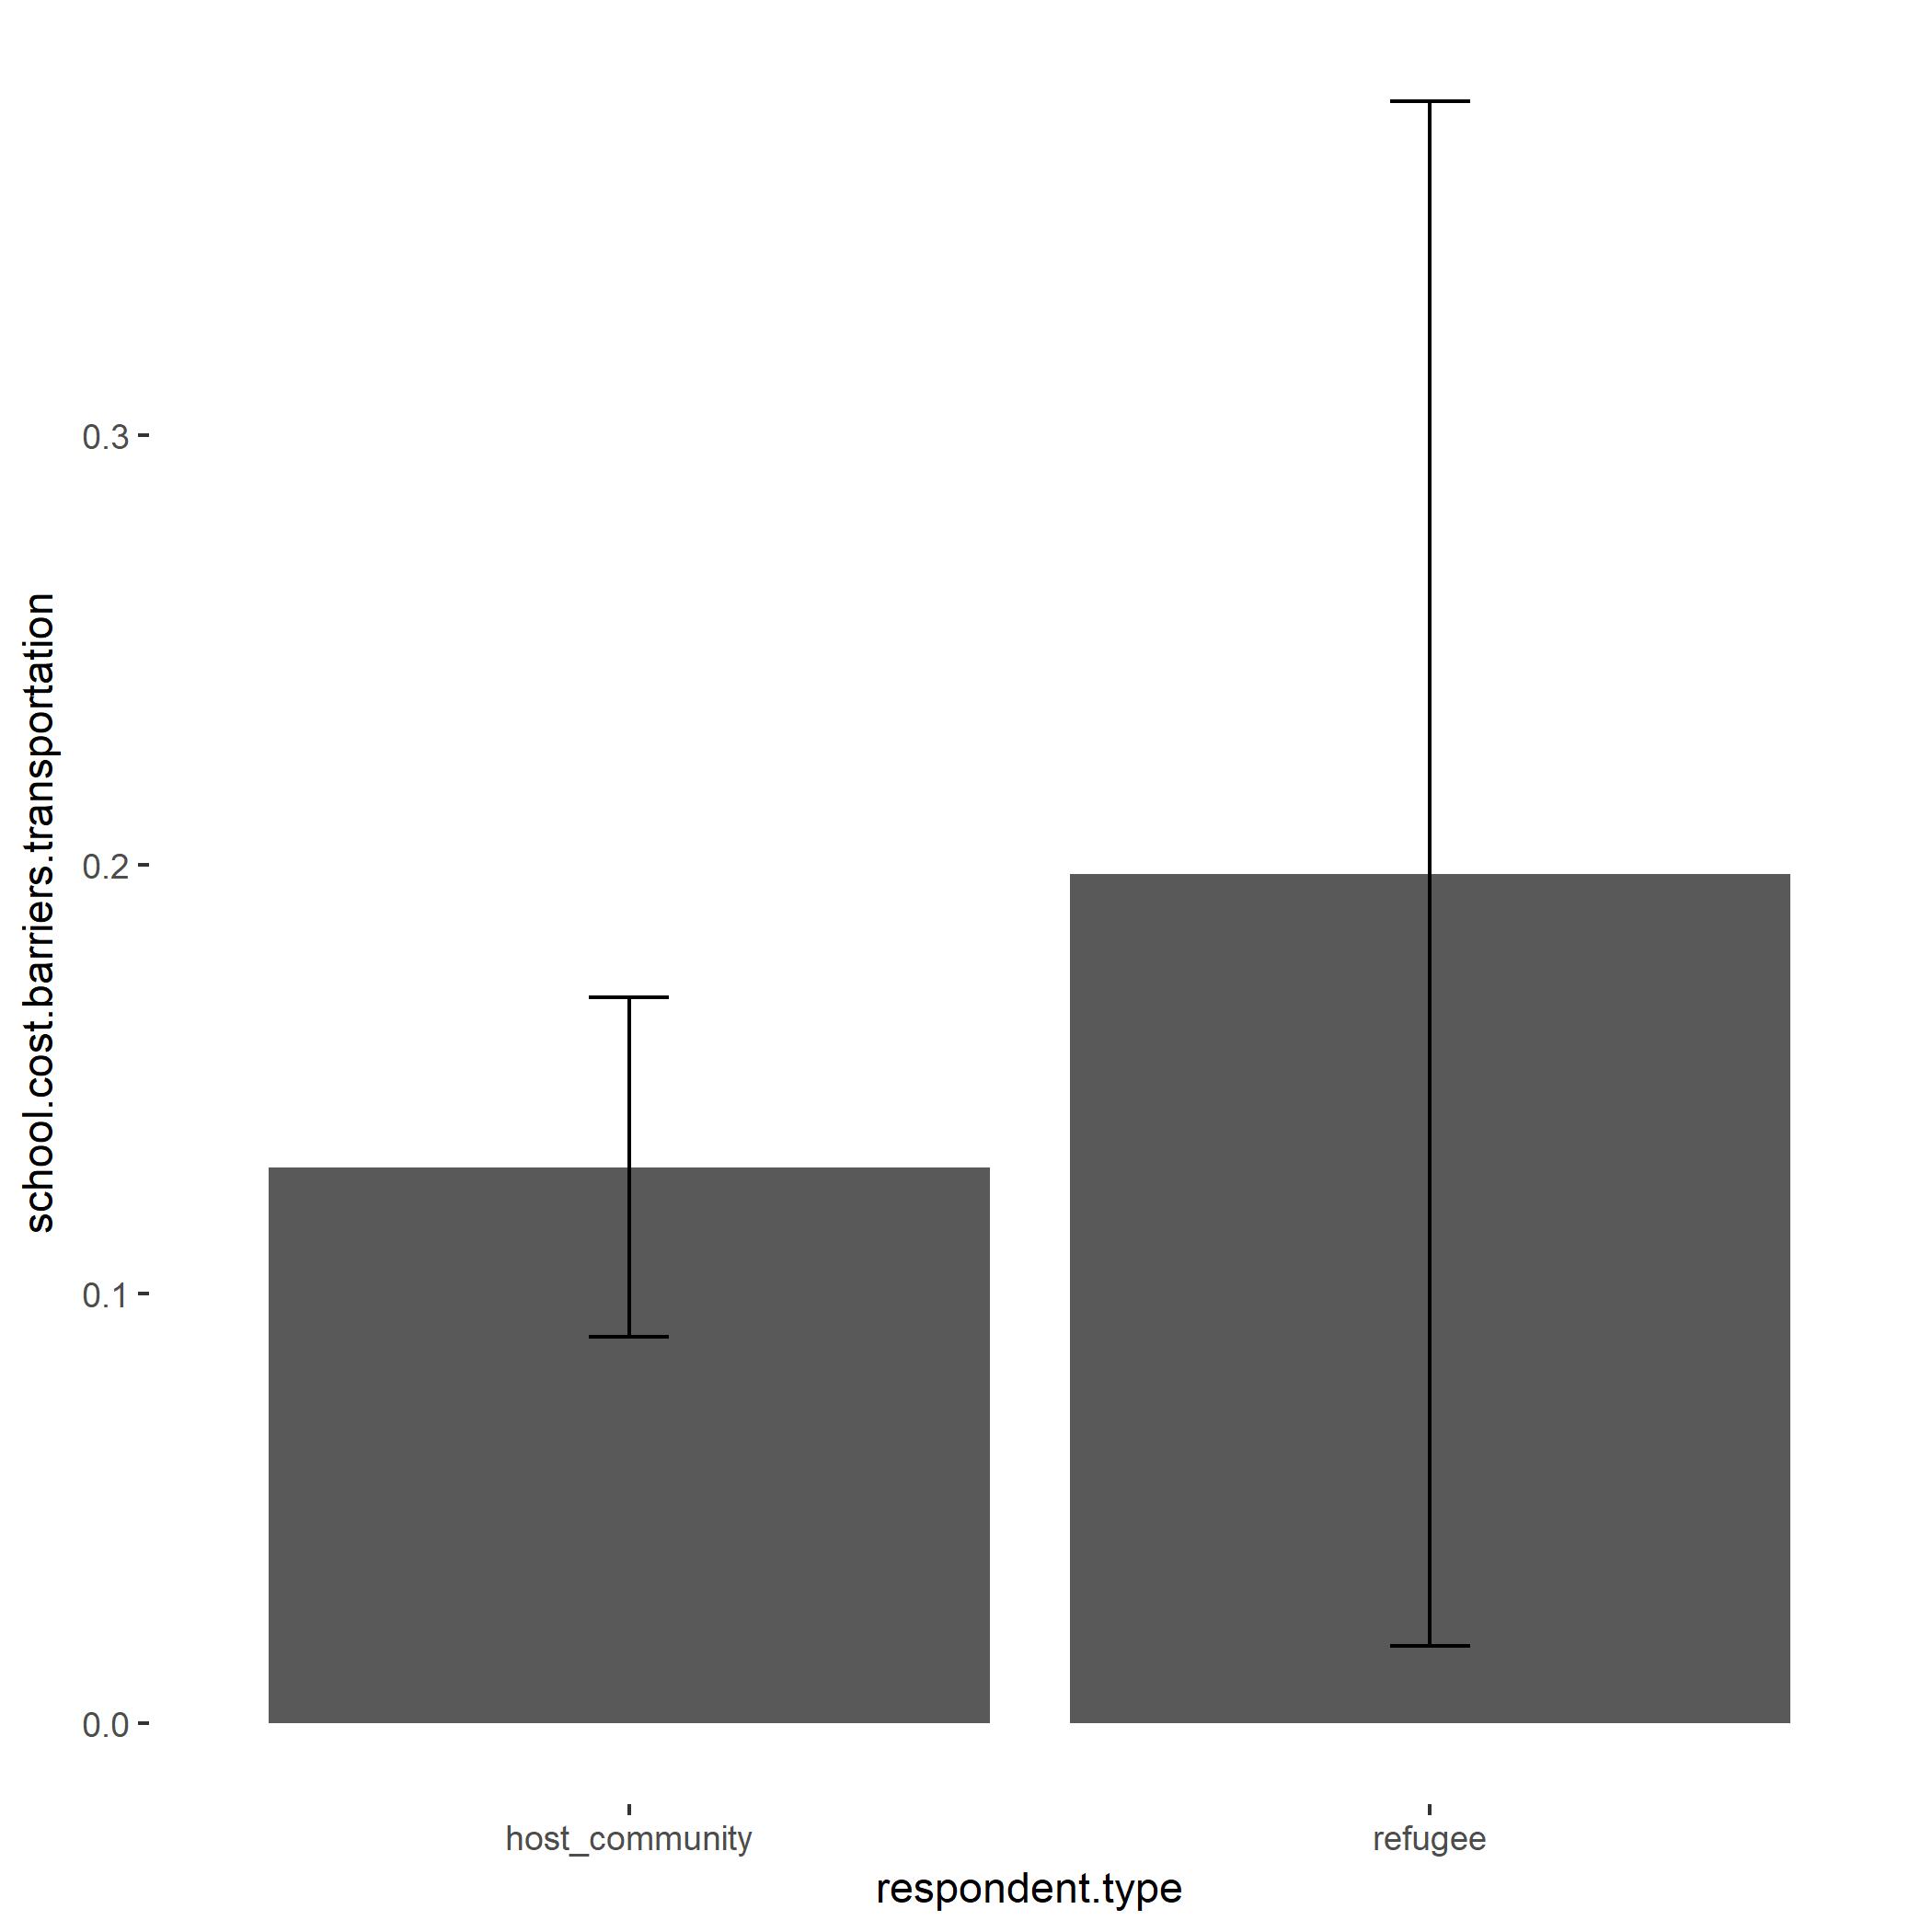 school.cost.barriers.transportation
0.3
0.2
0.1
0.0
host_community
refugee
respondent.type